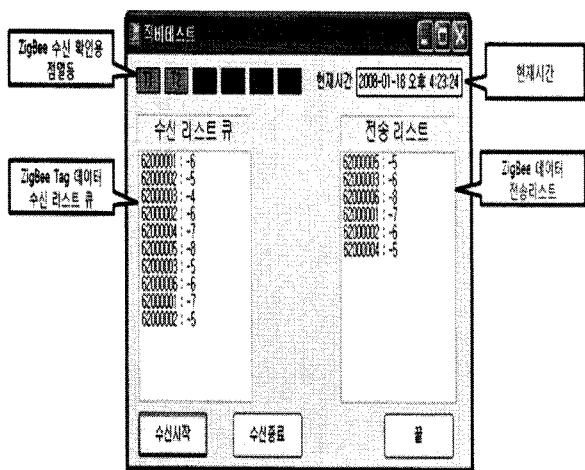 직비테스트
ZigBee 수신 확인용
점멸등
현재시간 2008-01-18 오후 4:23:24
현재시간
수신 리스트 큐
전송 리스트
ZigBee Tag 데이터
수신 리스트 큐
62000001 : -6
62000002 : -5
62000003 : -4
62000002 : -6
62000004 : -7
62000005 : -8
62000003 : -5
62000006 : -6
62000001 : -7
62000002 : -5
62000005 : -5
62000003 : -6
62000006 : -8
62000001 : -7
62000002 : -6
62000004 : -5
ZigBee 데이터
전송리스트
수신시작
수신종료
끝